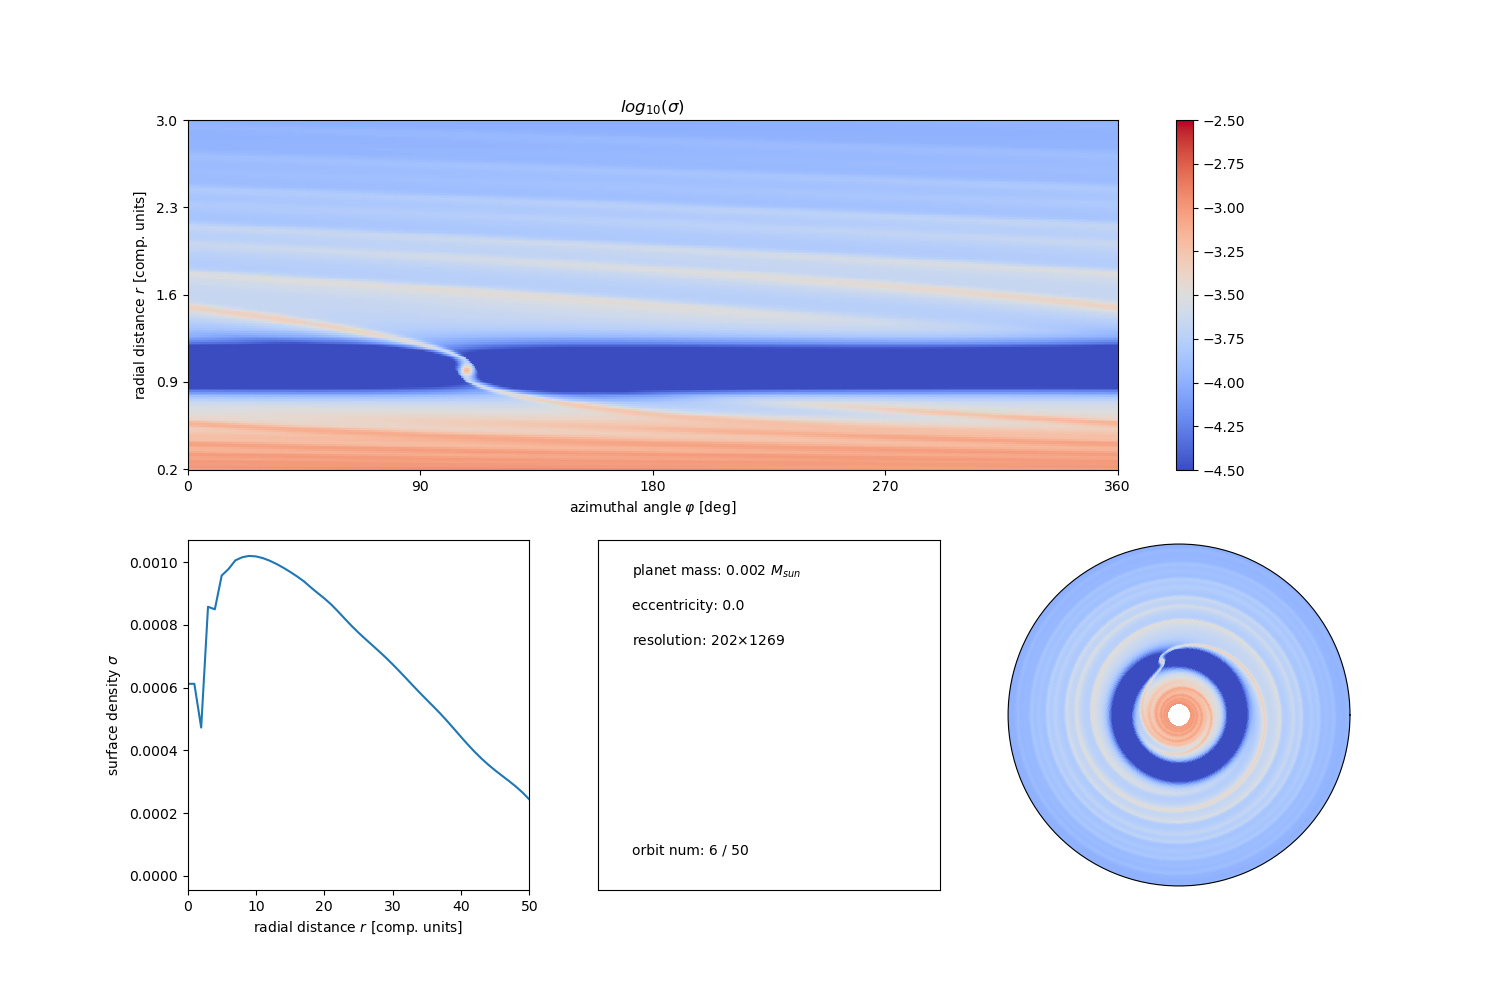 log10(σ)
3.0
2.3
1.6
0.9
0.2
radial distance r [comp. units]
0 90 180 270 360
azimuthal angle φ [deg]
−2.50
−2.75
−3.00
−3.25
−3.50
−3.75
−4.00
−4.25
−4.50
0.0010
0.0008
0.0006
0.0004
0.0002
0.0000
surface density σ
0 10 20 30 40 50
radial distance r [comp. units]
planet mass: 0.002 Msun
eccentricity: 0.0
resolution: 202×1269
orbit num: 6 / 50